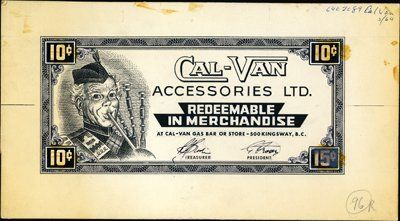 10¢ CAL-VAN 10¢
ACCESSORIES LTD.
REDEEMABLE
IN MERCHANDISE
AT CAL-VAN GAS BAR OR STORE - 500 KINGSWAY, B.C.
TREASURER PRESIDENT
10¢ 15¢
96R